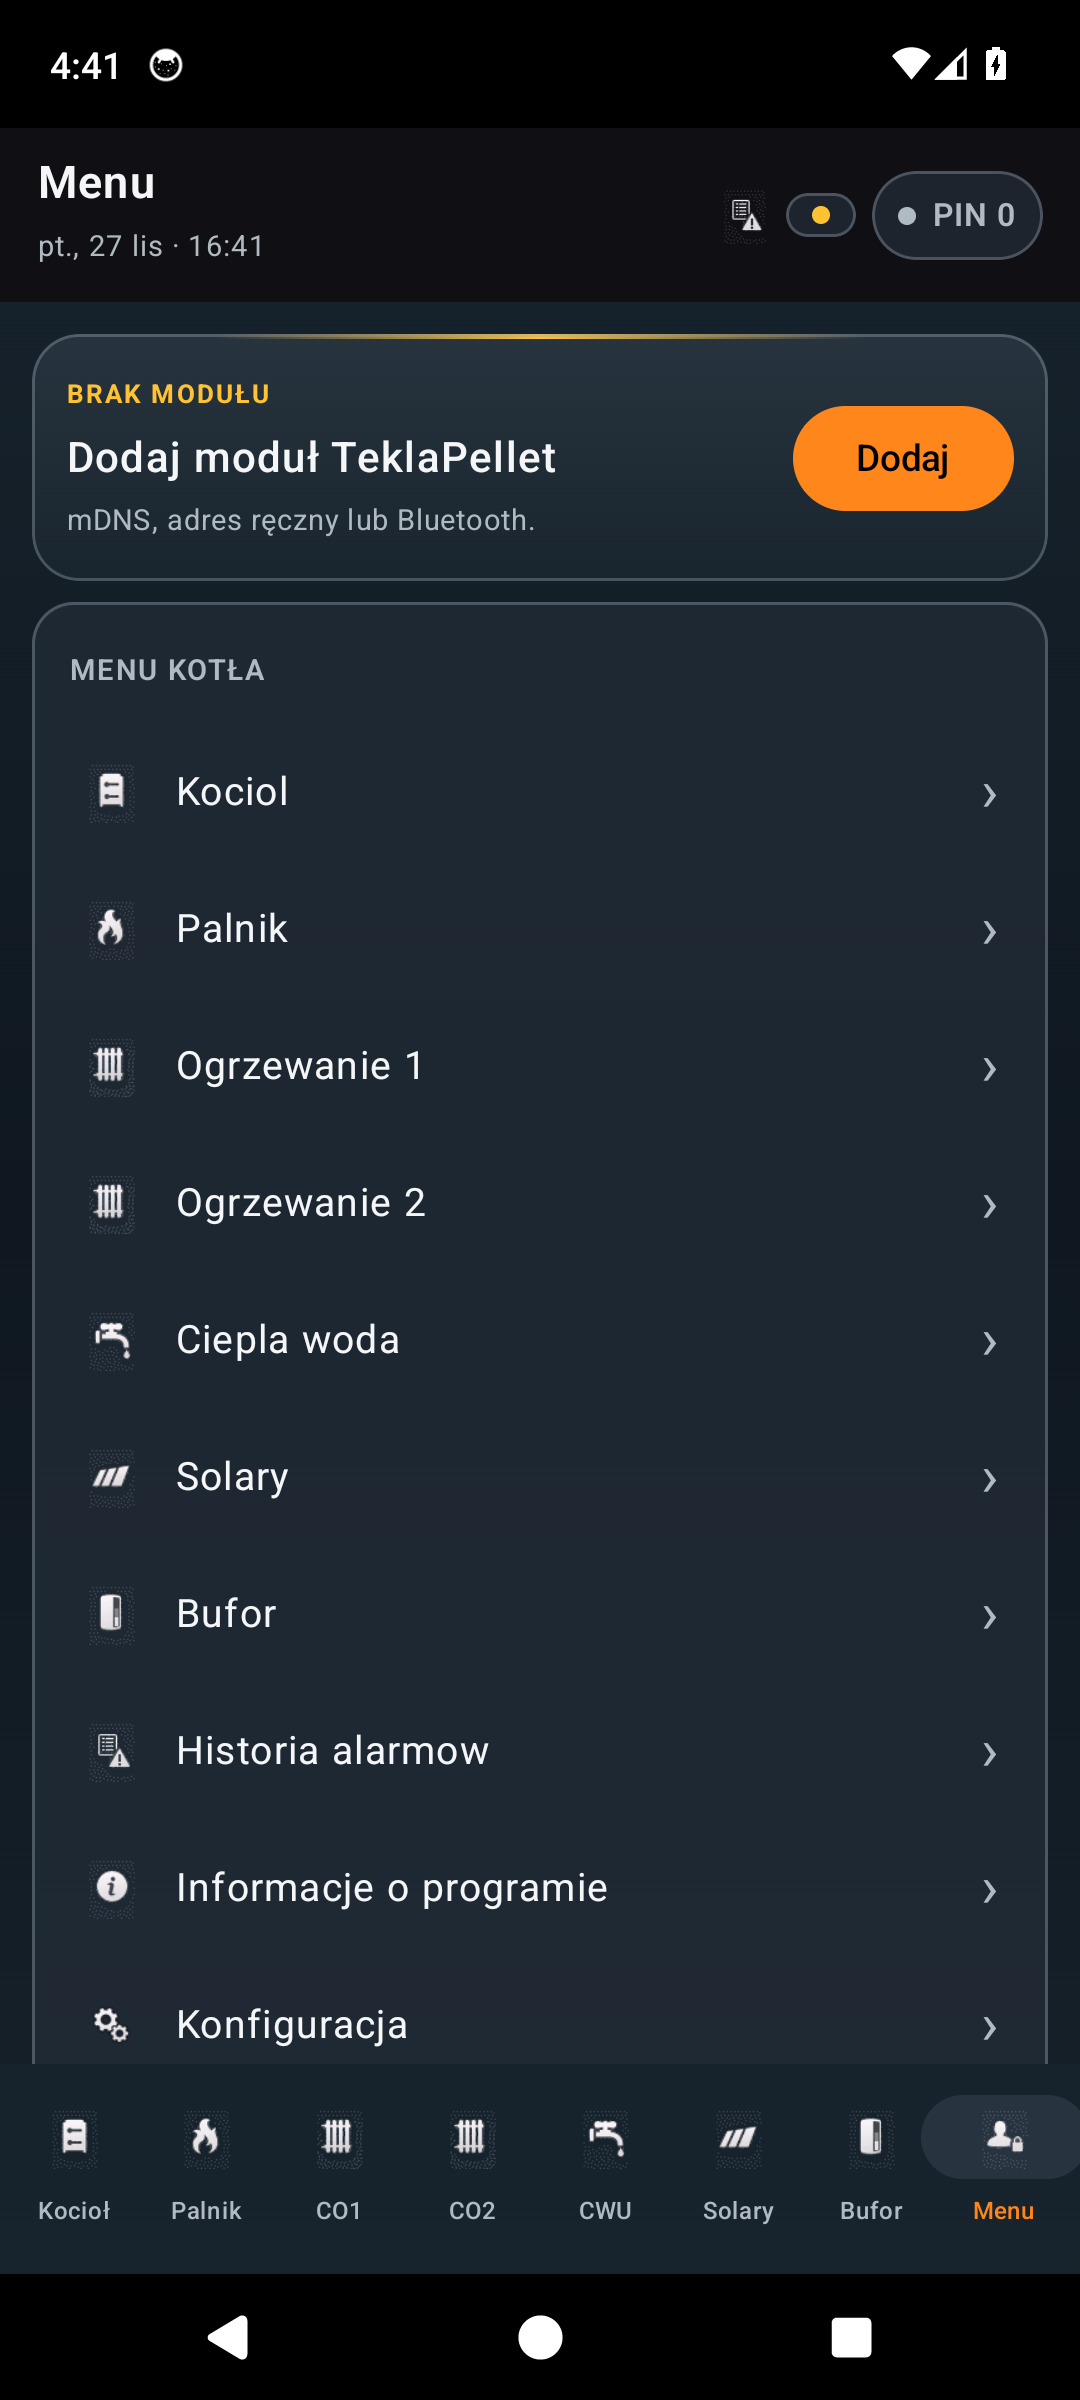 4:41
Menu
pt., 27 lis · 16:41
PIN 0
BRAK MODUŁU
Dodaj moduł TeklaPellet
mDNS, adres ręczny lub Bluetooth.
Dodaj
MENU KOTŁA
Kociol
Palnik
Ogrzewanie 1
Ogrzewanie 2
Ciepla woda
Solary
Bufor
Historia alarmow
Informacje o programie
Konfiguracja
Kocioł
Palnik
CO1
CO2
CWU
Solary
Bufor
Menu